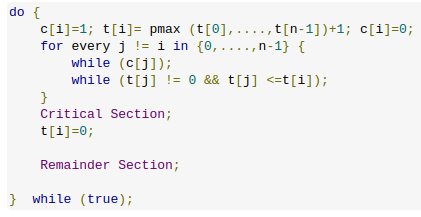 do {
    c[i]=1; t[i]= pmax (t[0],....,t[n-1])+1; c[i]=0;
    for every j != i in {0,....,n-1} {
        while (c[j]);
        while (t[j] != 0 && t[j] <=t[i]);
    }
    Critical Section;
    t[i]=0;

    Remainder Section;

}  while (true);